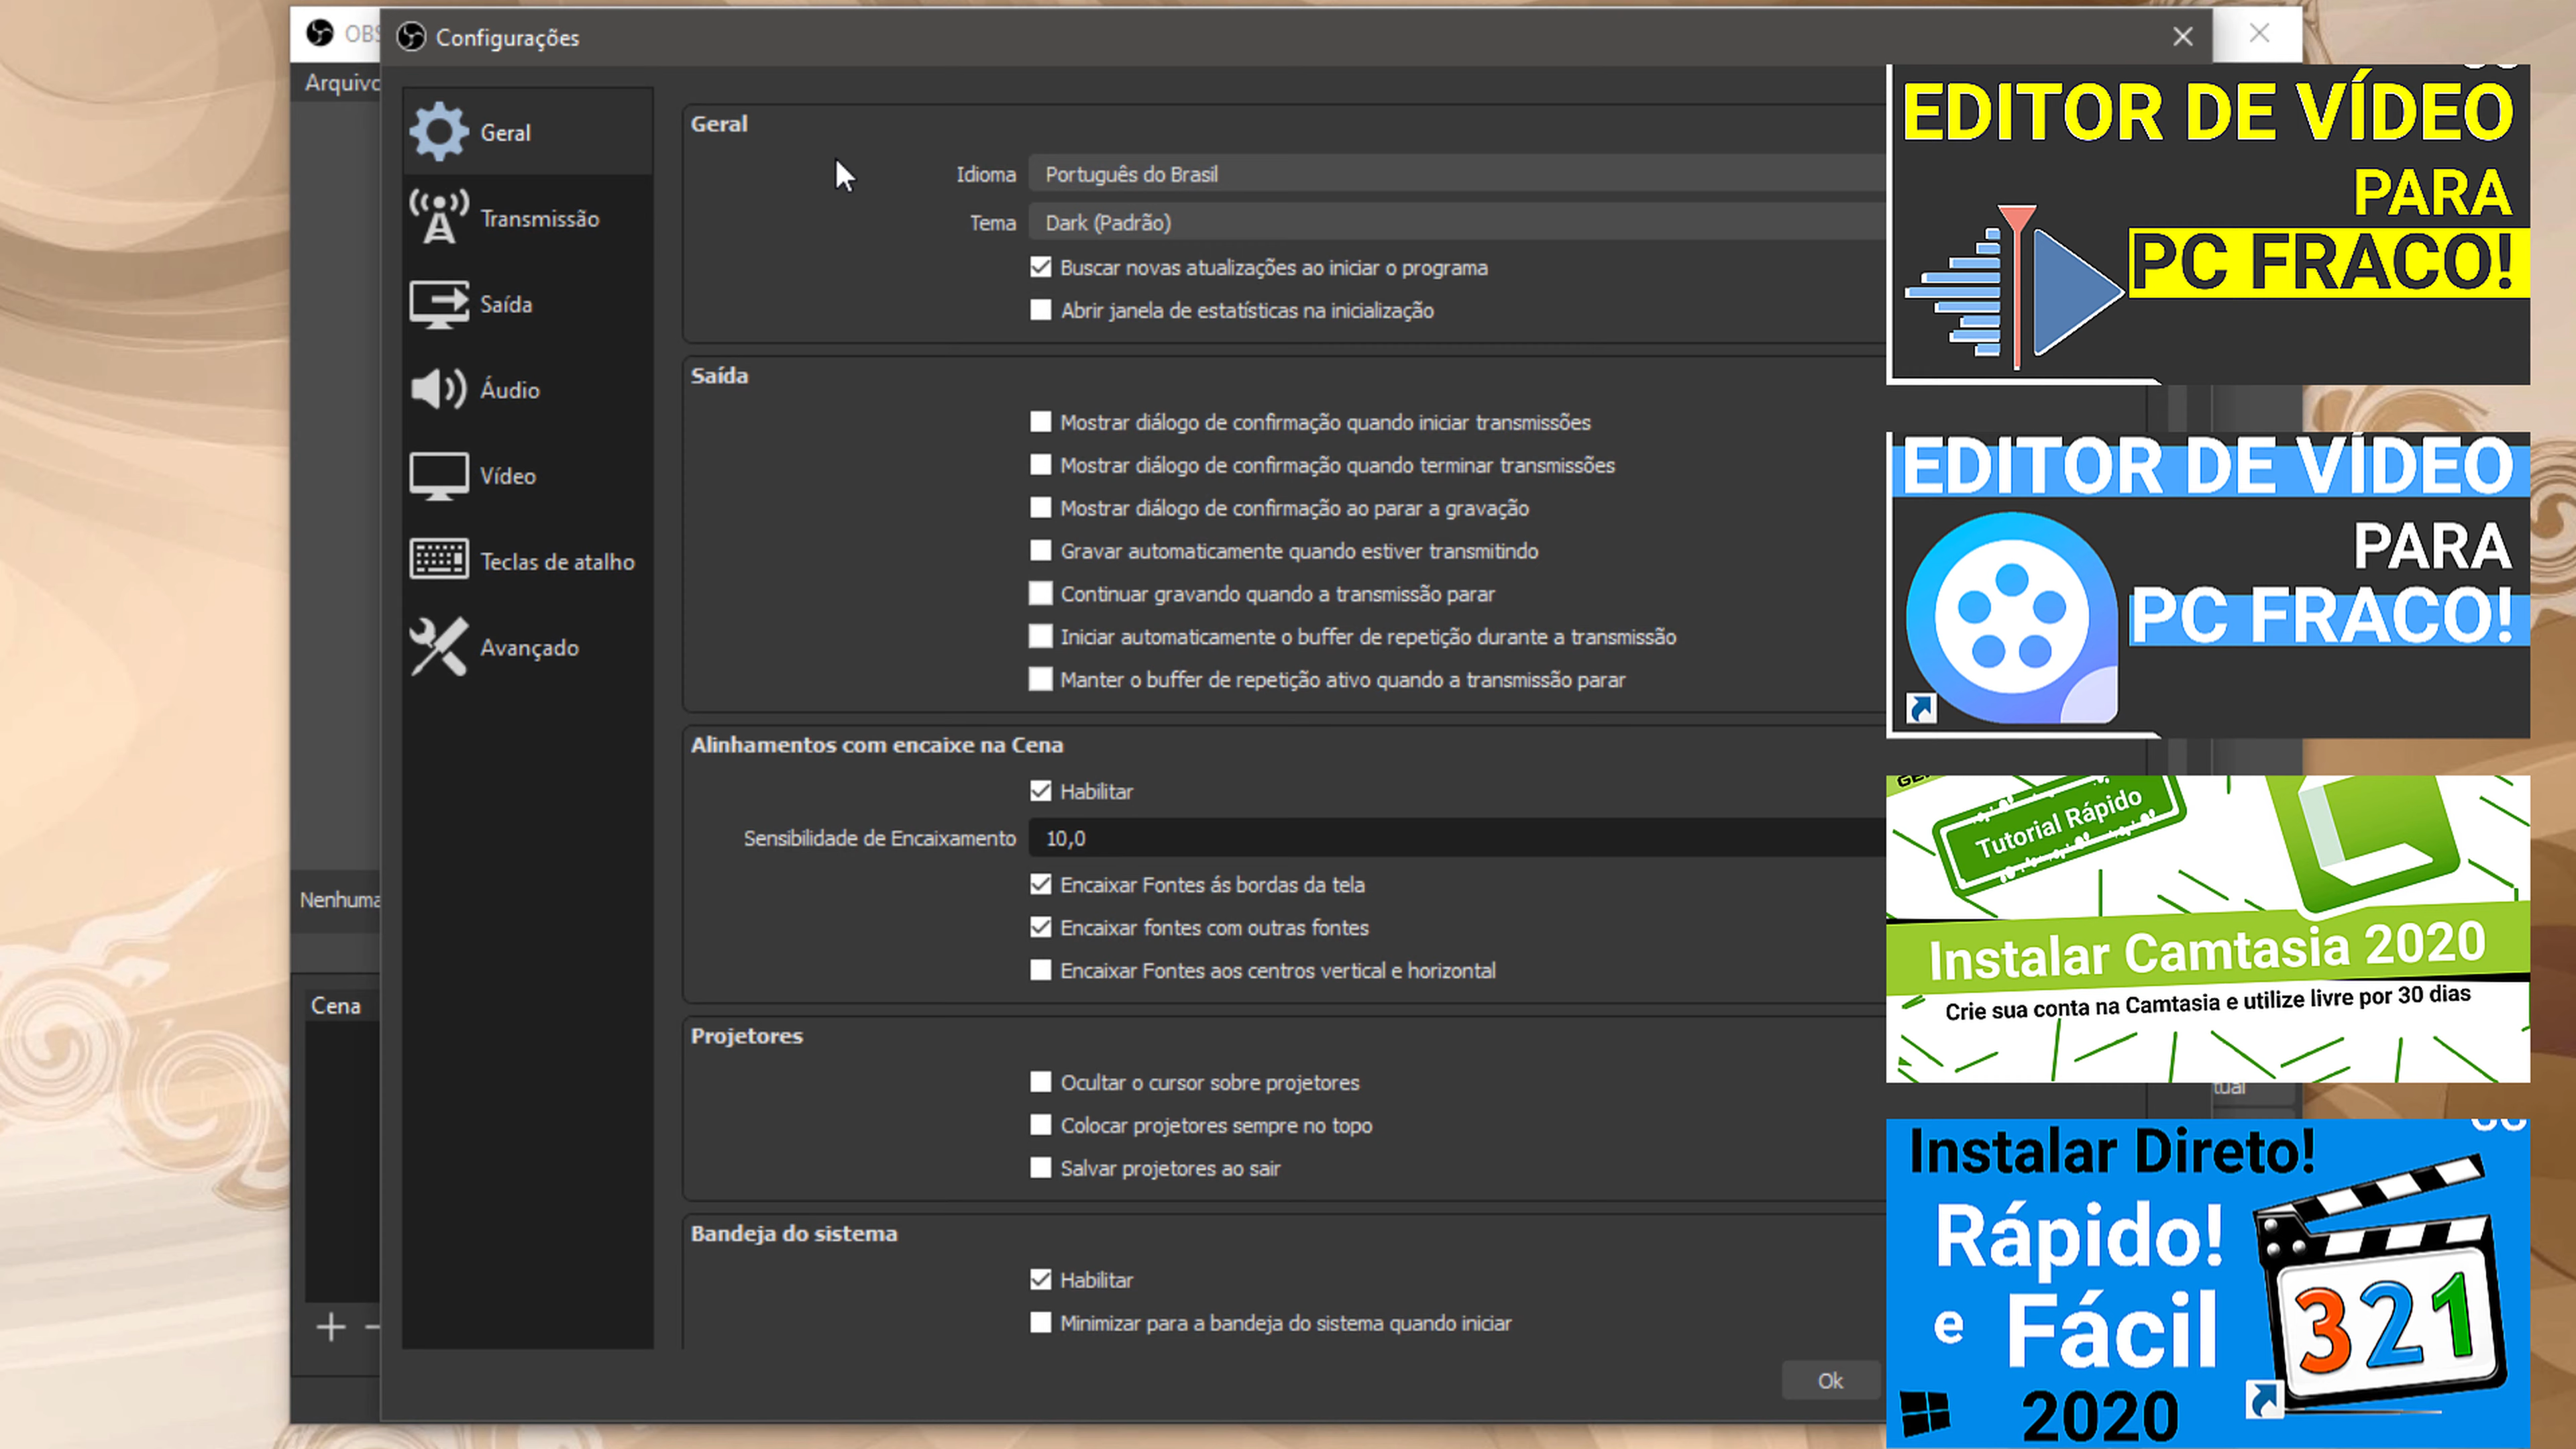 OBS
Configurações
Arquivo
Geral
Transmissão
Saída
Áudio
Vídeo
Teclas de atalho
Avançado
Nenhuma
Cena
Geral
Idioma
Português do Brasil
Tema
Dark (Padrão)
Buscar novas atualizações ao iniciar o programa
Abrir janela de estatísticas na inicialização
Saída
Mostrar diálogo de confirmação quando iniciar transmissões
Mostrar diálogo de confirmação quando terminar transmissões
Mostrar diálogo de confirmação ao parar a gravação
Gravar automaticamente quando estiver transmitindo
Continuar gravando quando a transmissão parar
Iniciar automaticamente o buffer de repetição durante a transmissão
Manter o buffer de repetição ativo quando a transmissão parar
Alinhamentos com encaixe na Cena
Habilitar
Sensibilidade de Encaixamento
10,0
Encaixar Fontes ás bordas da tela
Encaixar fontes com outras fontes
Encaixar Fontes aos centros vertical e horizontal
Projetores
Ocultar o cursor sobre projetores
Colocar projetores sempre no topo
Salvar projetores ao sair
Bandeja do sistema
Habilitar
Minimizar para a bandeja do sistema quando iniciar
Ok
EDITOR DE VÍDEO
PARA
PC FRACO!
EDITOR DE VÍDEO
PARA
PC FRACO!
Tutorial Rápido
Instalar Camtasia 2020
Crie sua conta na Camtasia e utilize livre por 30 dias
tual
Instalar Direto!
Rápido!
e Fácil
2020
321